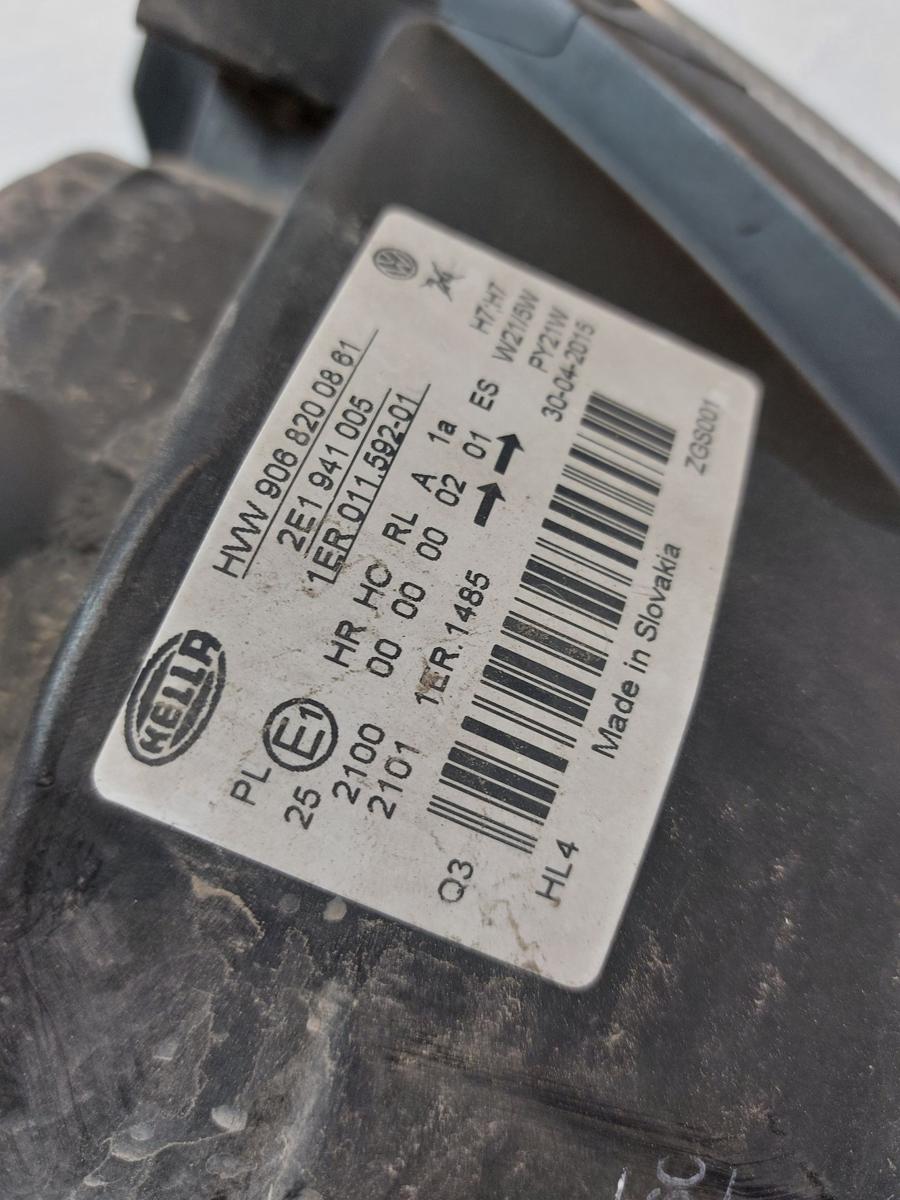 HVW 906 820 08 61
2E1 941 005
1ER 011.592-01
HELLA
H7;H7
W21/5W
PY21W
30-04-2015
HR HC RL A 1a ES
00 00 00 02 01
PL E1
25 2100
2101
1ER.1485
Q3
HL4
Made in Slovakia
ZGS001